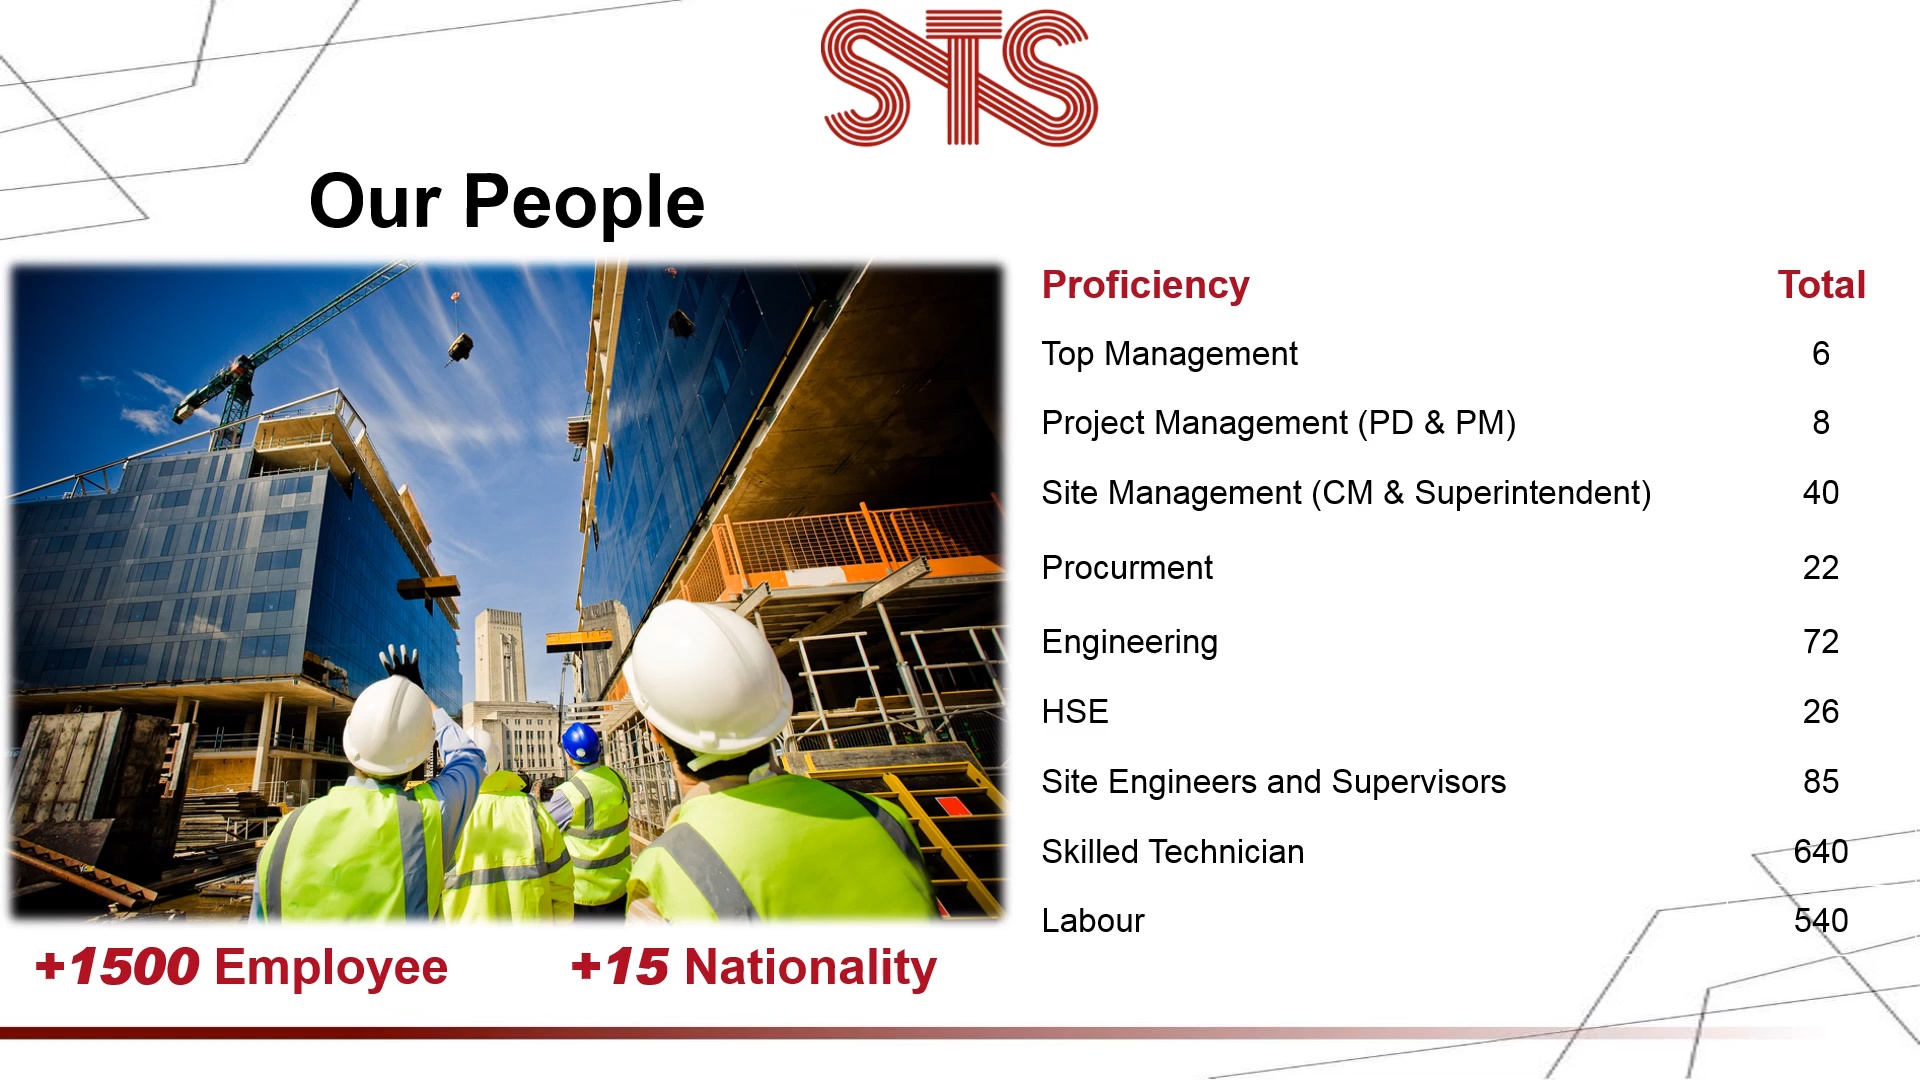 STS
Our People
Proficiency Total
Top Management 6
Project Management (PD & PM) 8
Site Management (CM & Superintendent) 40
Procurment 22
Engineering 72
HSE 26
Site Engineers and Supervisors 85
Skilled Technician 640
Labour 540
+1500 Employee +15 Nationality